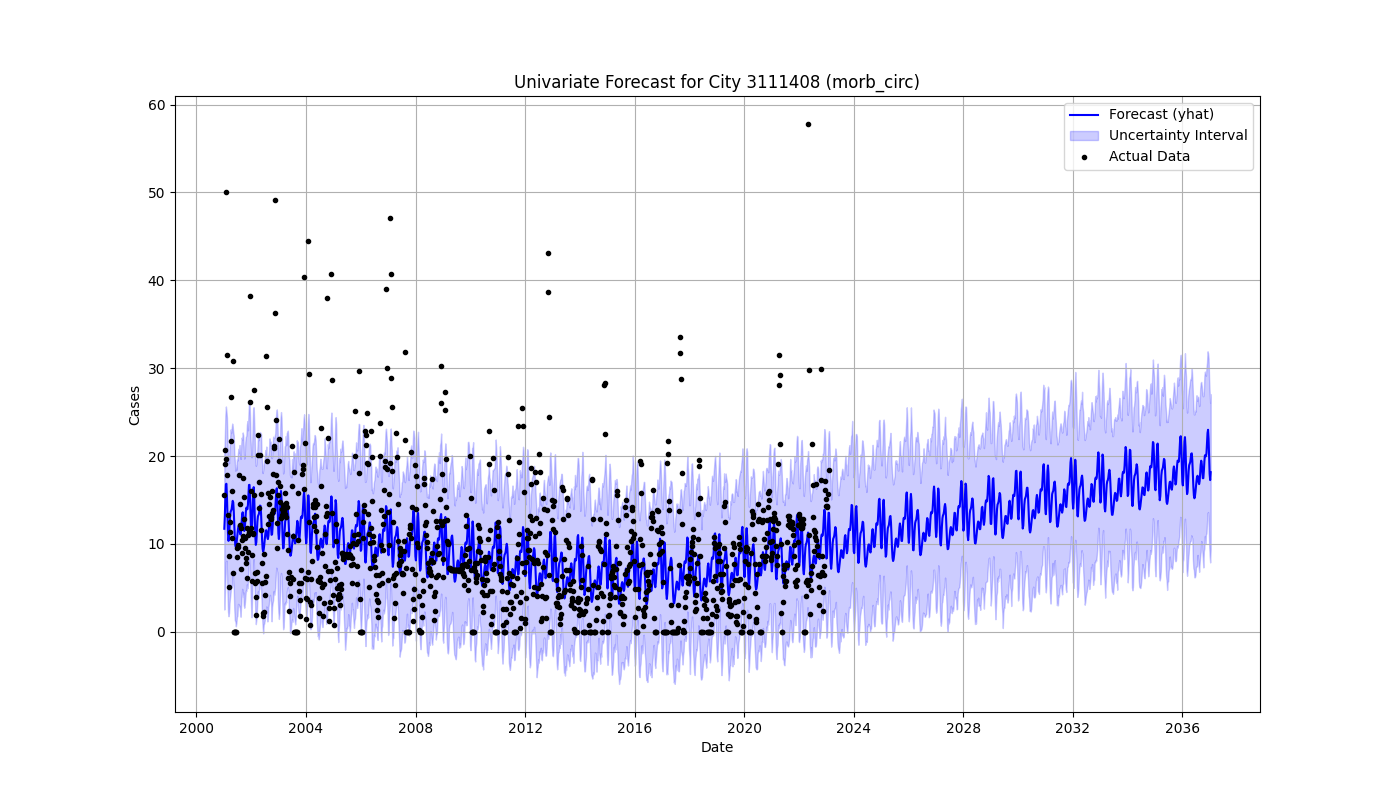 Univariate Forecast for City 3111408 (morb_circ)
Forecast (yhat)
Uncertainty Interval
Actual Data
Cases
60
50
40
30
20
10
0
2000 2004 2008 2012 2016 2020 2024 2028 2032 2036
Date